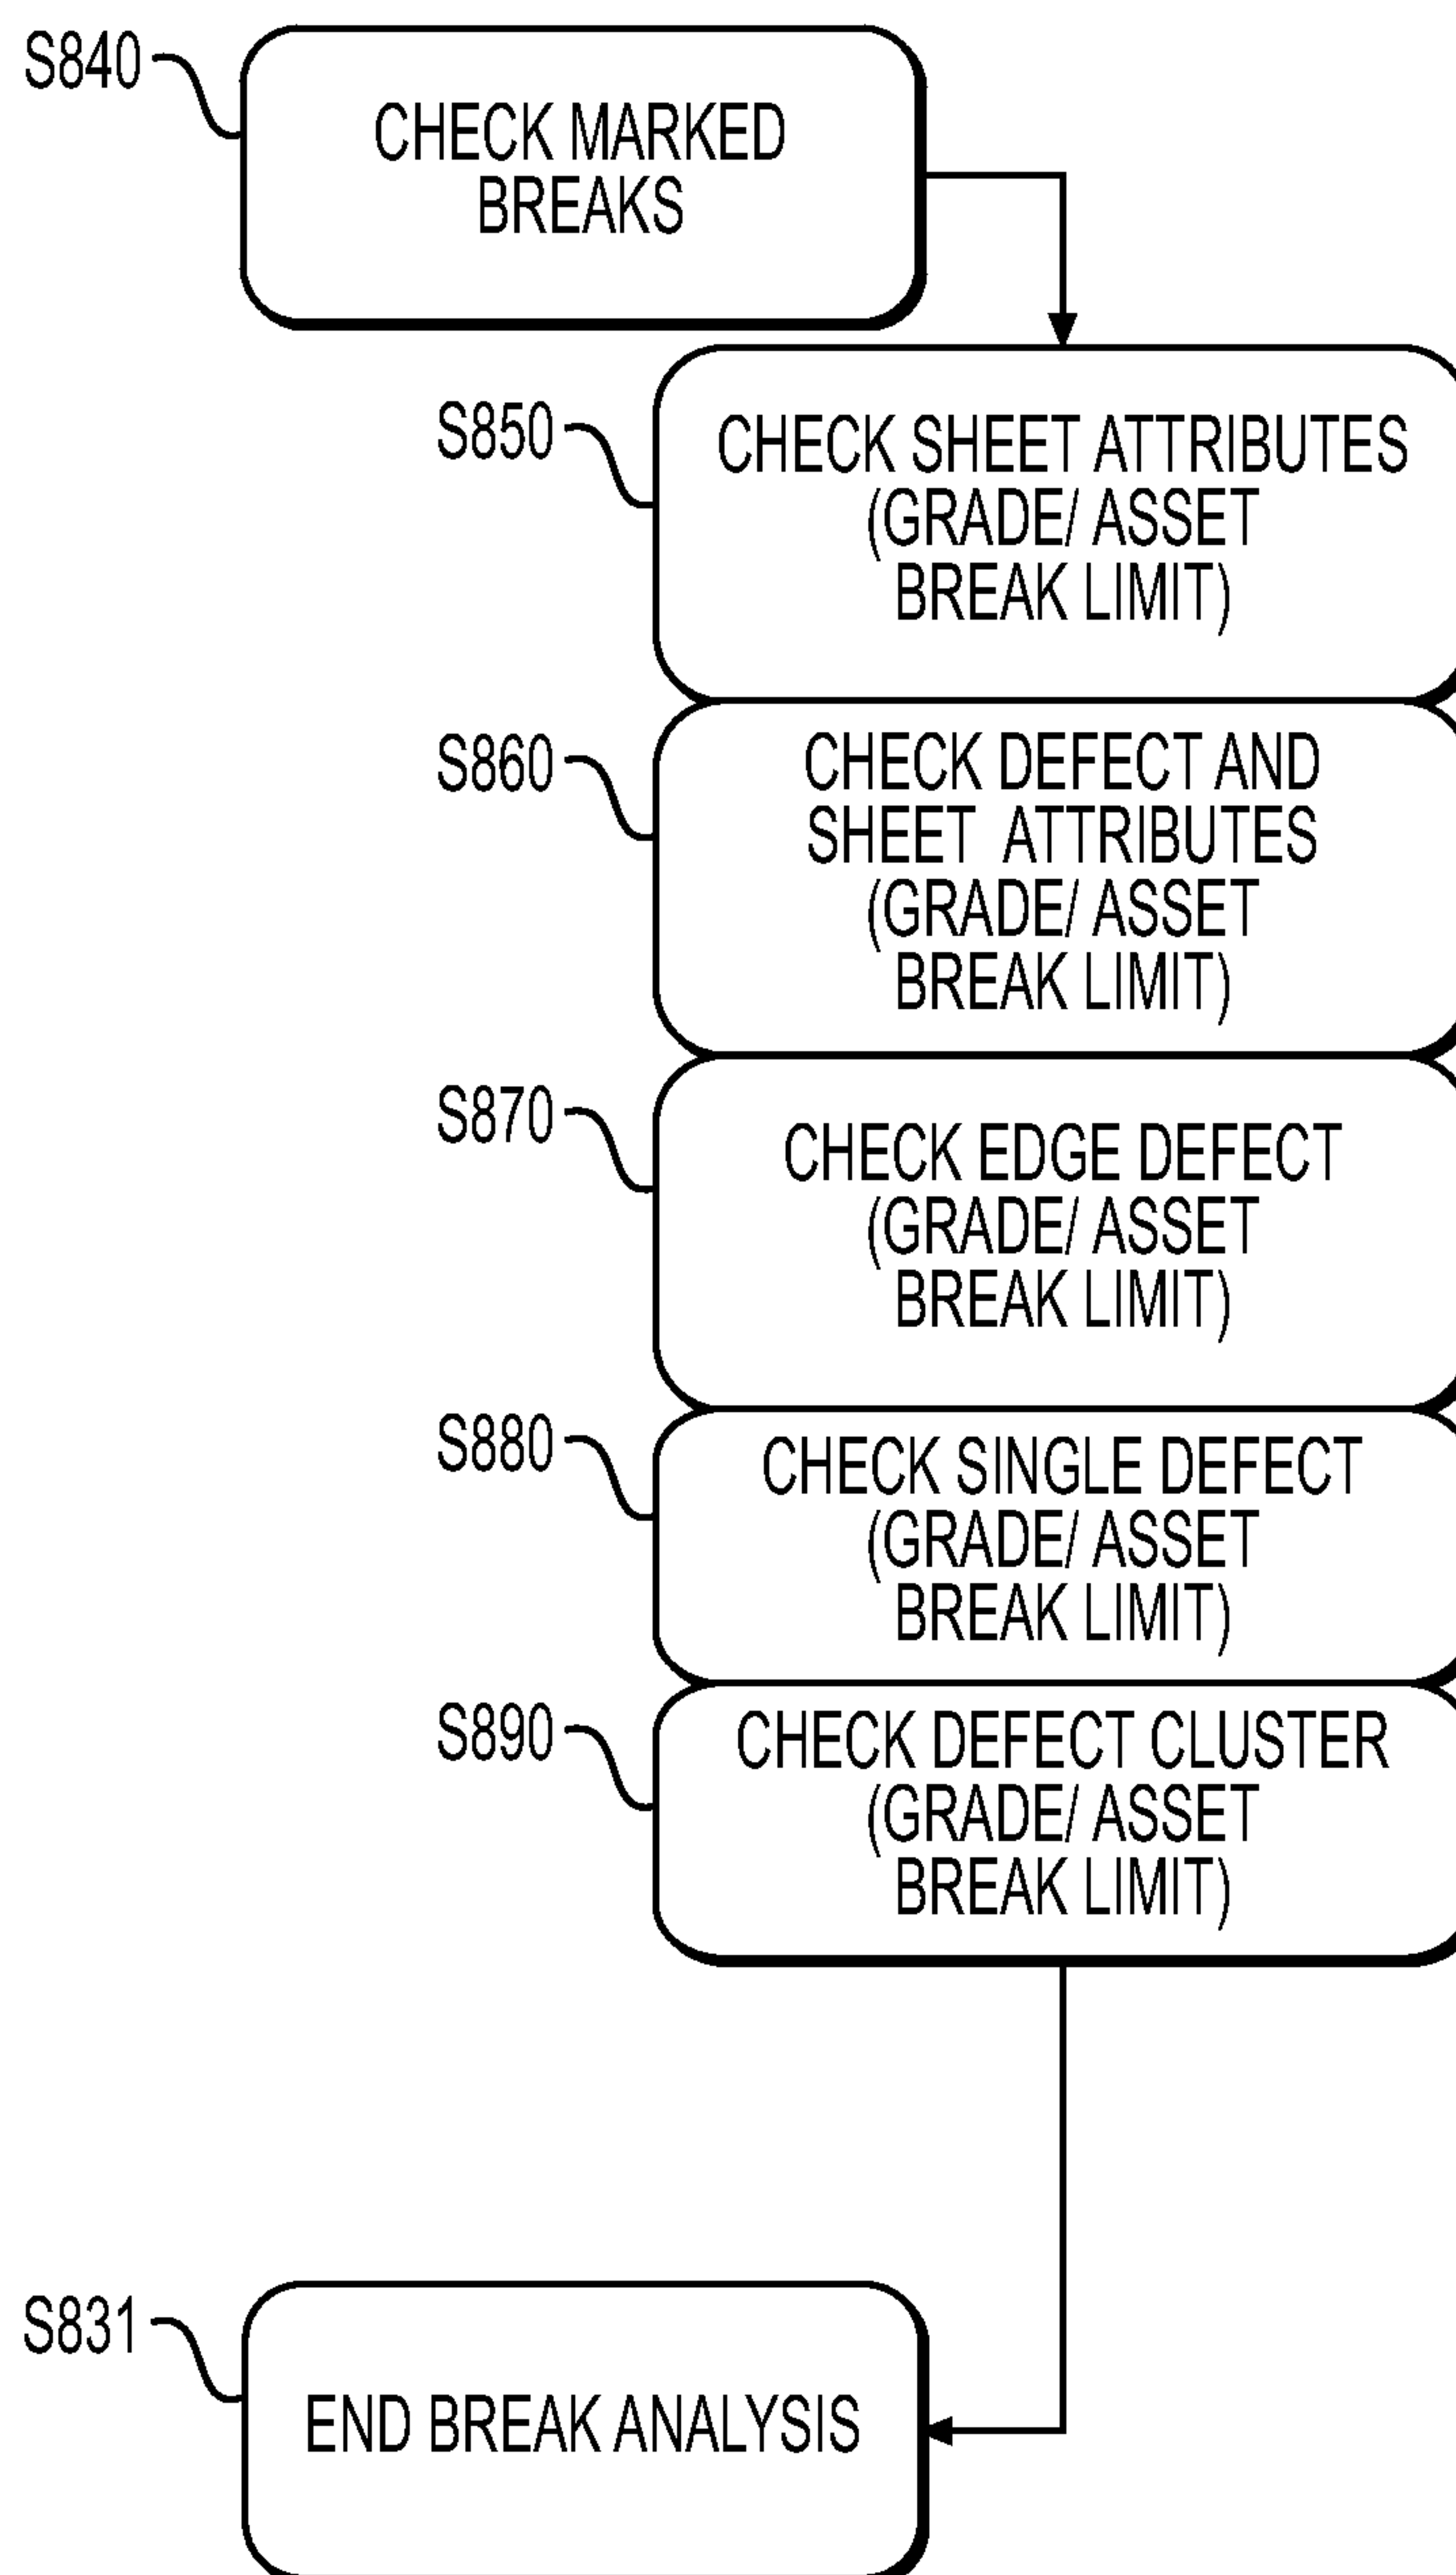 S840
CHECK MARKED
BREAKS
S850
CHECK SHEET ATTRIBUTES
(GRADE/ ASSET
BREAK LIMIT)
S860
CHECK DEFECT AND
SHEET ATTRIBUTES
(GRADE/ ASSET
BREAK LIMIT)
S870
CHECK EDGE DEFECT
(GRADE/ ASSET
BREAK LIMIT)
S880
CHECK SINGLE DEFECT
(GRADE/ ASSET
BREAK LIMIT)
S890
CHECK DEFECT CLUSTER
(GRADE/ ASSET
BREAK LIMIT)
S831
END BREAK ANALYSIS